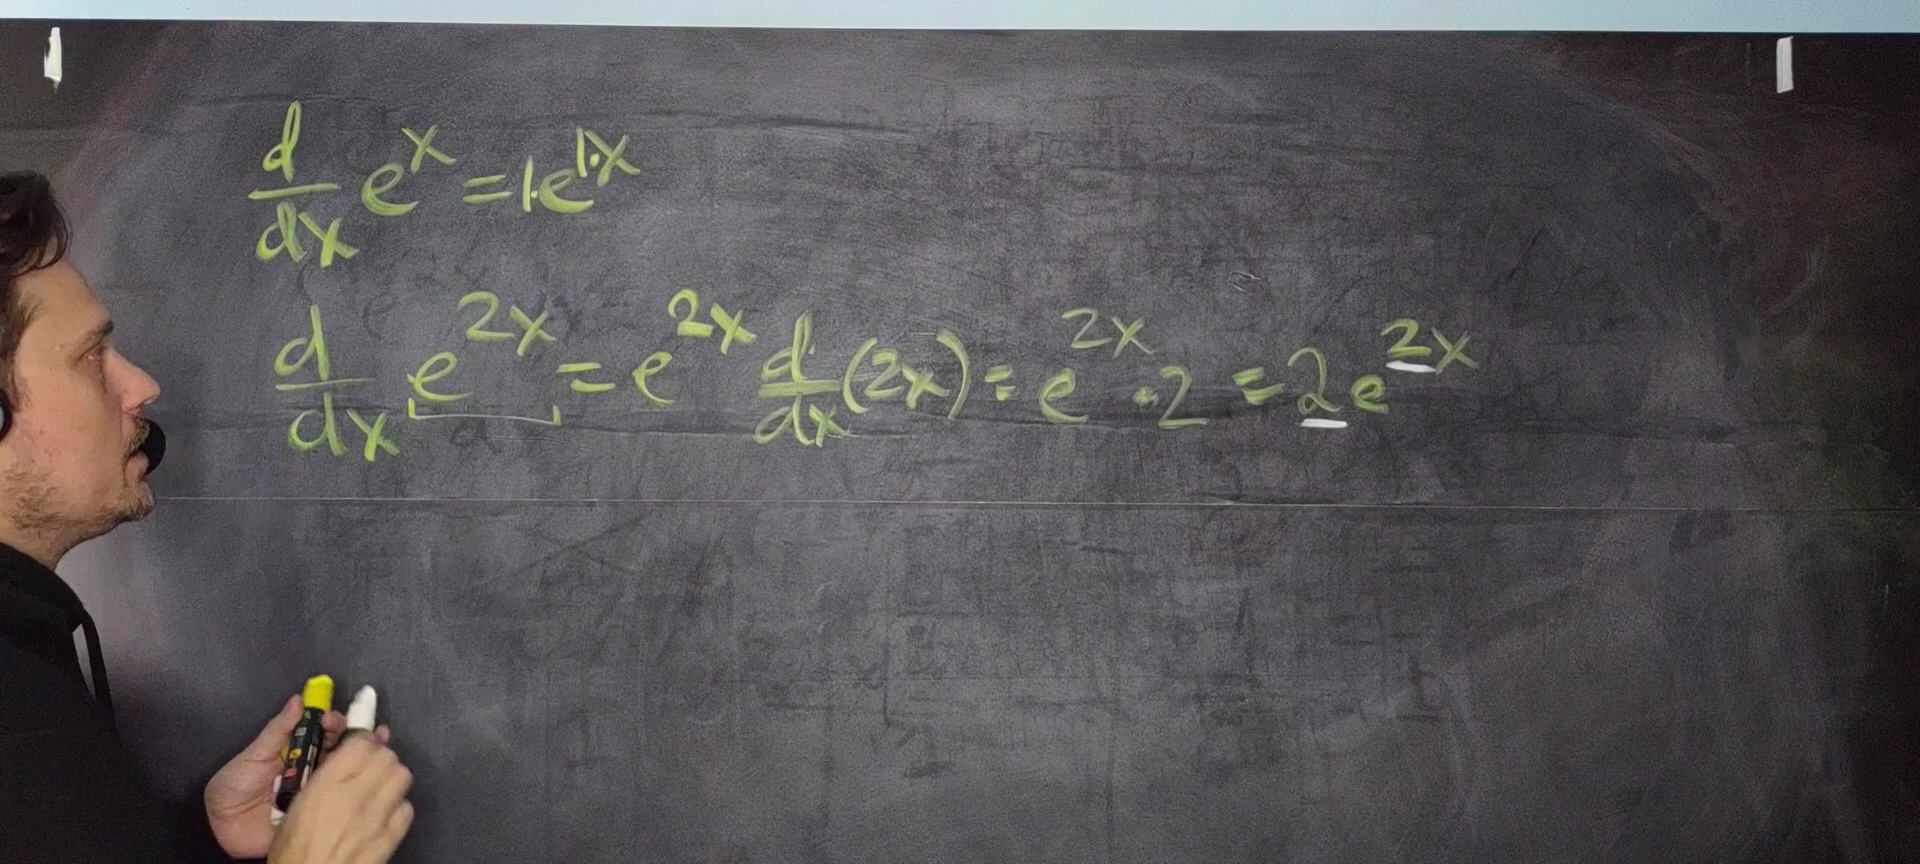 d/dx e^x = 1·e^{1·x}
d/dx e^{2x} = e^{2x} d/dx (2x) = e^{2x} · 2 = 2e^{2x}